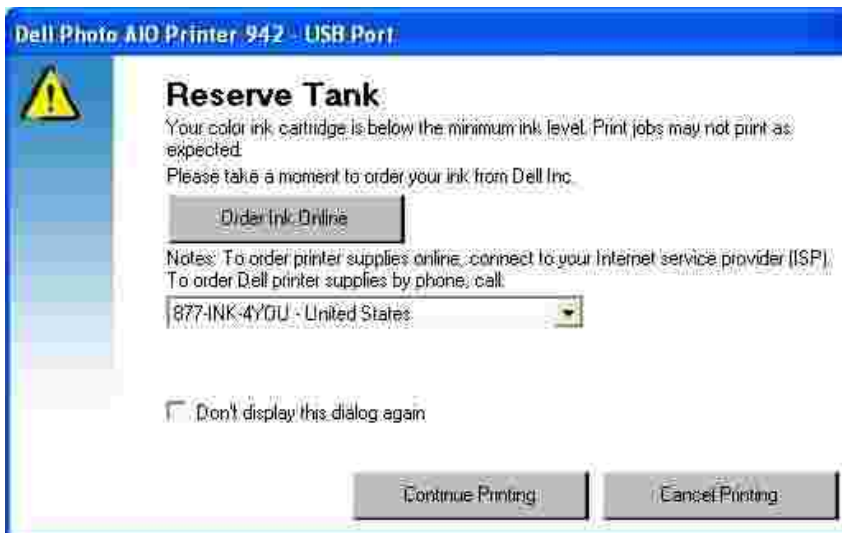 Dell Photo AIO Printer 942 - USB Port
Reserve Tank
Your color ink cartridge is below the minimum ink level. Print jobs may not print as
expected.
Please take a moment to order your ink from Dell Inc.
Order Ink Online
Notes: To order printer supplies online, connect to your Internet service provider (ISP).
To order Dell printer supplies by phone, call:
877-INK-4YOU - United States
Don't display this dialog again
Continue Printing
Cancel Printing